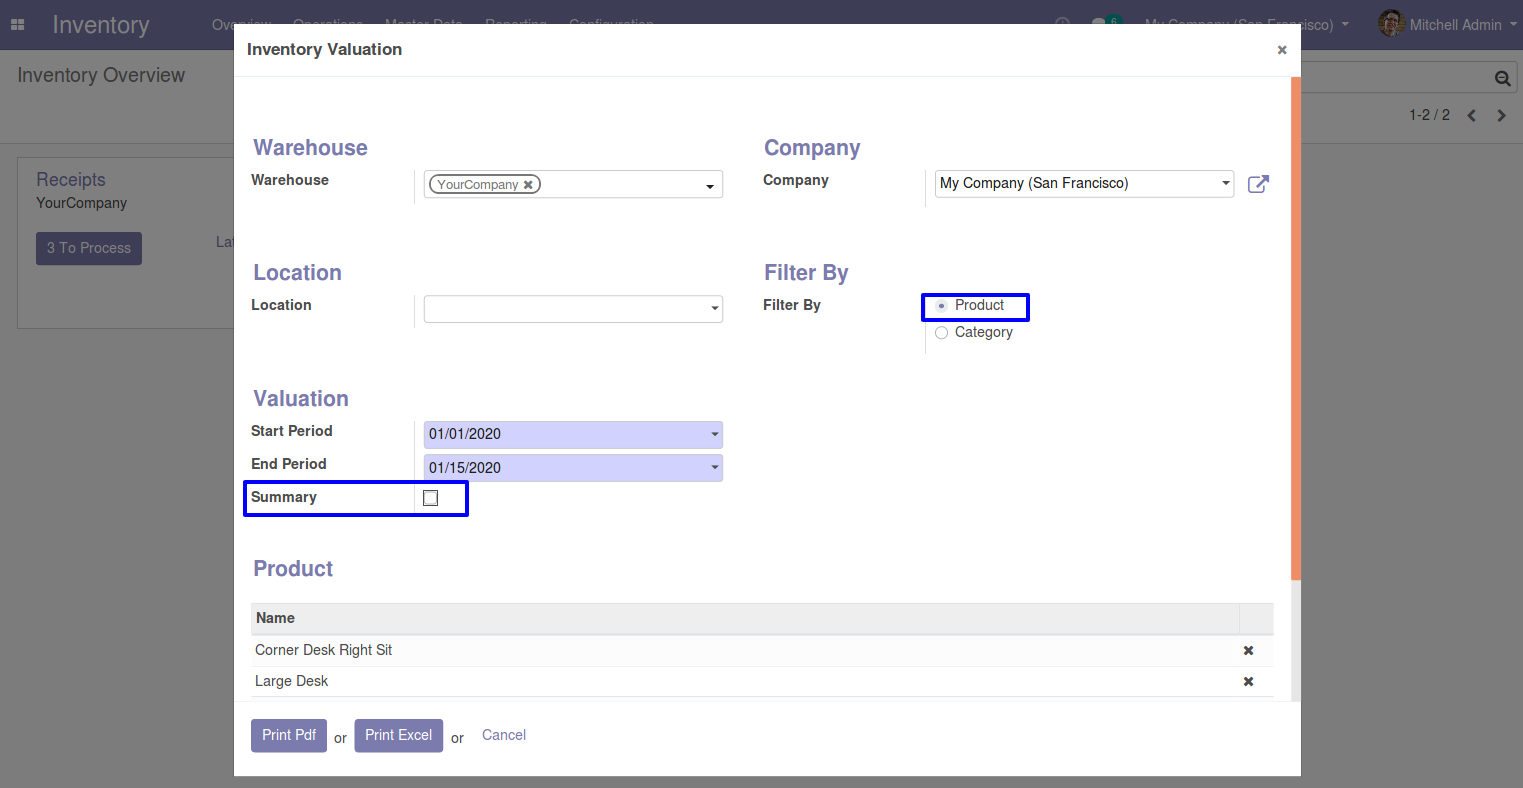 Inventory Overview Operations Master Data Reporting Configuration 6 My Company (San Francisco) Mitchell Admin
Inventory Valuation
Inventory Overview
1-2 / 2
Receipts
YourCompany
3 To Process
Warehouse Company
Warehouse YourCompany Company My Company (San Francisco)
Location Filter By
Location Filter By Product
Category
Valuation
Start Period 01/01/2020
End Period 01/15/2020
Summary
Product
Name
Corner Desk Right Sit
Large Desk
Print Pdf or Print Excel or Cancel